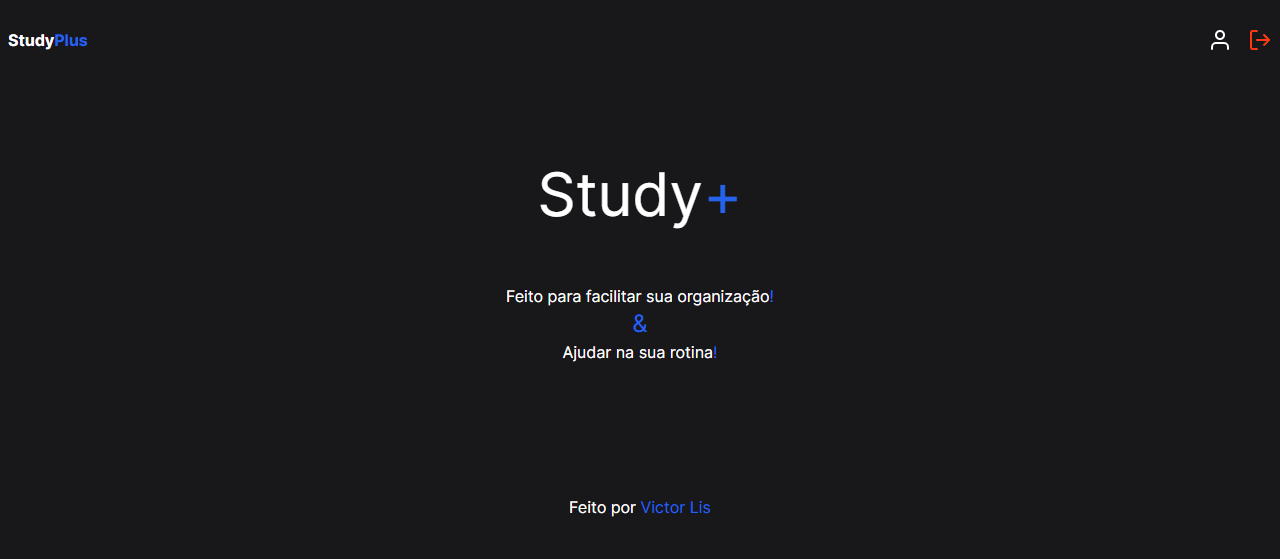 StudyPlus
Study+
Feito para facilitar sua organização!
&
Ajudar na sua rotina!
Feito por Victor Lis